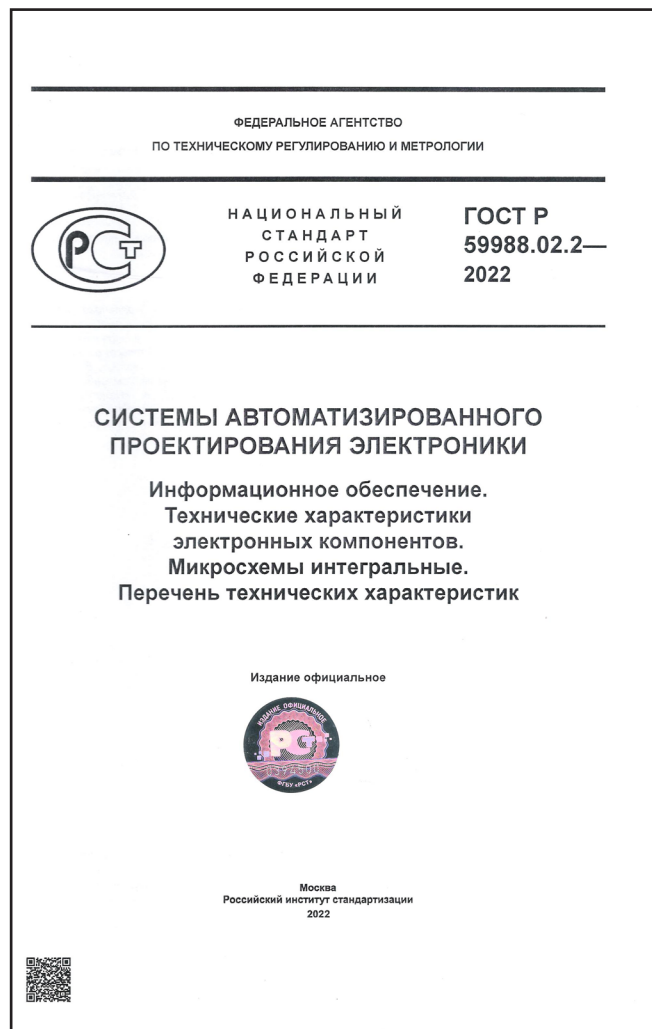 ФЕДЕРАЛЬНОЕ АГЕНТСТВО
ПО ТЕХНИЧЕСКОМУ РЕГУЛИРОВАНИЮ И МЕТРОЛОГИИ
РСТ
НАЦИОНАЛЬНЫЙ
СТАНДАРТ
РОССИЙСКОЙ
ФЕДЕРАЦИИ
ГОСТ Р
59988.02.2—
2022
СИСТЕМЫ АВТОМАТИЗИРОВАННОГО
ПРОЕКТИРОВАНИЯ ЭЛЕКТРОНИКИ
Информационное обеспечение.
Технические характеристики
электронных компонентов.
Микросхемы интегральные.
Перечень технических характеристик
Издание официальное
ИЗДАНИЕ ОФИЦИАЛЬНОЕ
РСТ
ФГБУ «РСТ»
Москва
Российский институт стандартизации
2022